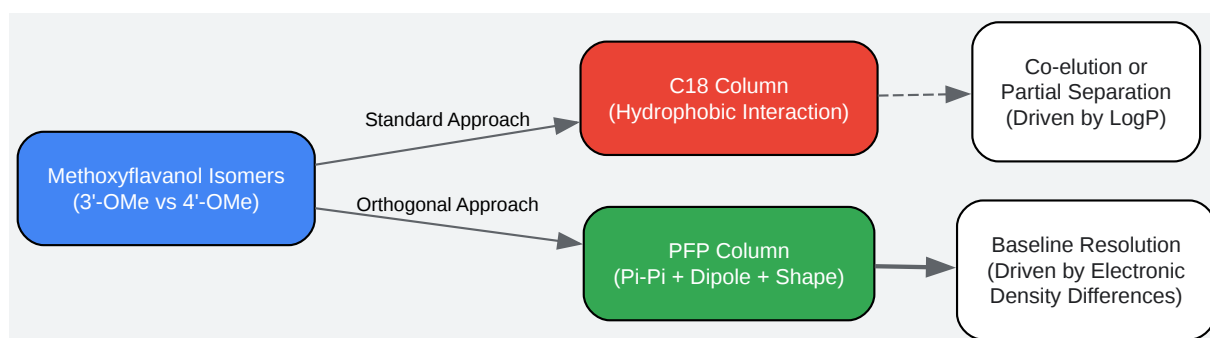 Methoxyflavanol Isomers
(3'-OMe vs 4'-OMe)
Standard Approach
Orthogonal Approach
C18 Column
(Hydrophobic Interaction)
PFP Column
(Pi-Pi + Dipole + Shape)
Co-elution or
Partial Separation
(Driven by LogP)
Baseline Resolution
(Driven by Electronic
Density Differences)